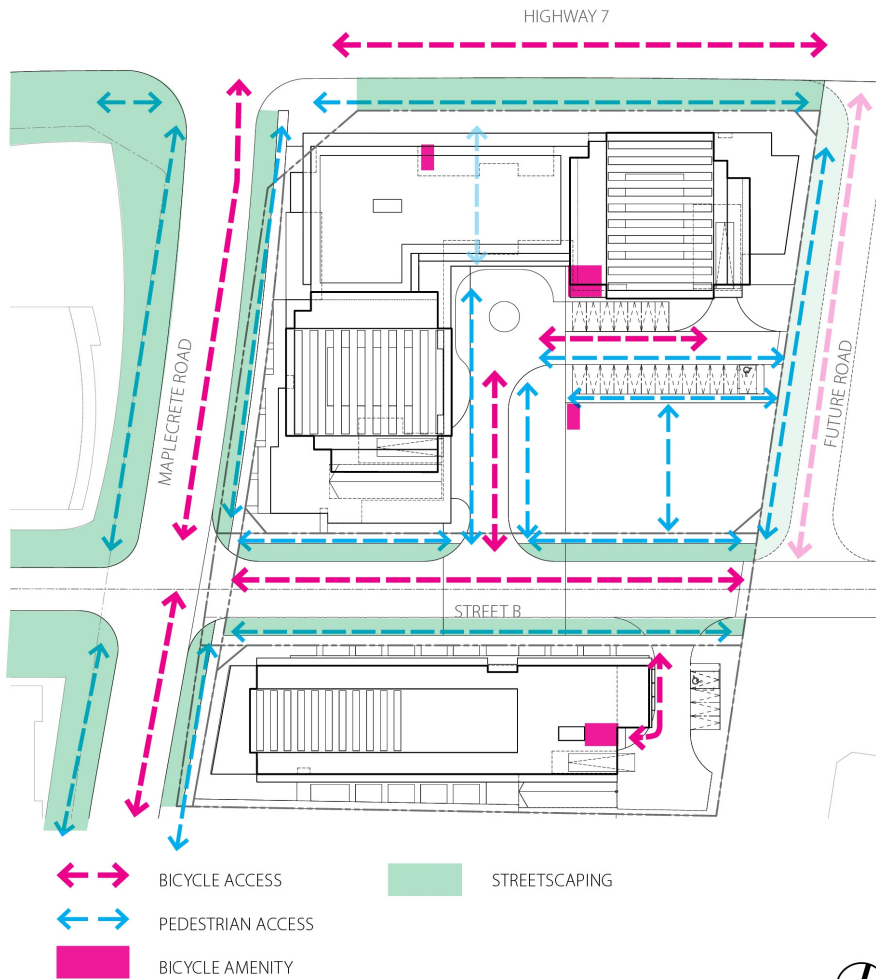 HIGHWAY 7
MAPLECRETE ROAD
FUTURE ROAD
STREET B
BICYCLE ACCESS
STREETSCAPING
PEDESTRIAN ACCESS
BICYCLE AMENITY